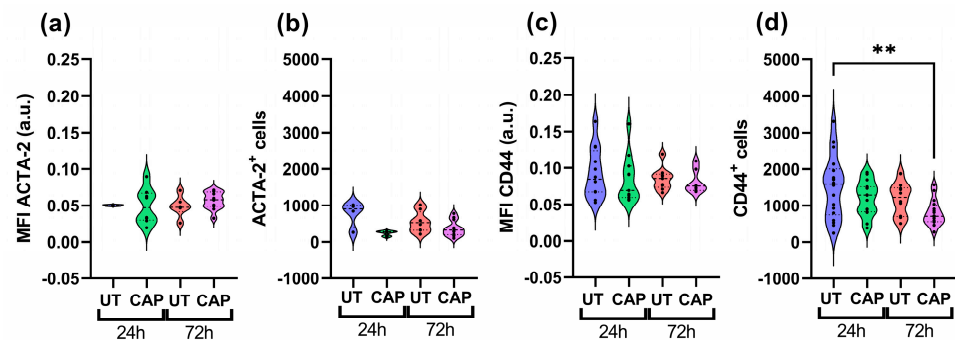 (a)
MFI ACTA-2 (a.u.)
0.25
0.20
0.15
0.10
0.05
0.00
-0.05
UT CAP UT CAP
24h 72h
(b)
ACTA-2⁺ cells
5000
4000
3000
2000
1000
0
-1000
UT CAP UT CAP
24h 72h
(c)
MFI CD44 (a.u.)
0.25
0.20
0.15
0.10
0.05
0.00
-0.05
UT CAP UT CAP
24h 72h
(d)
CD44⁺ cells
5000
4000
3000
2000
1000
0
-1000
**
UT CAP UT CAP
24h 72h